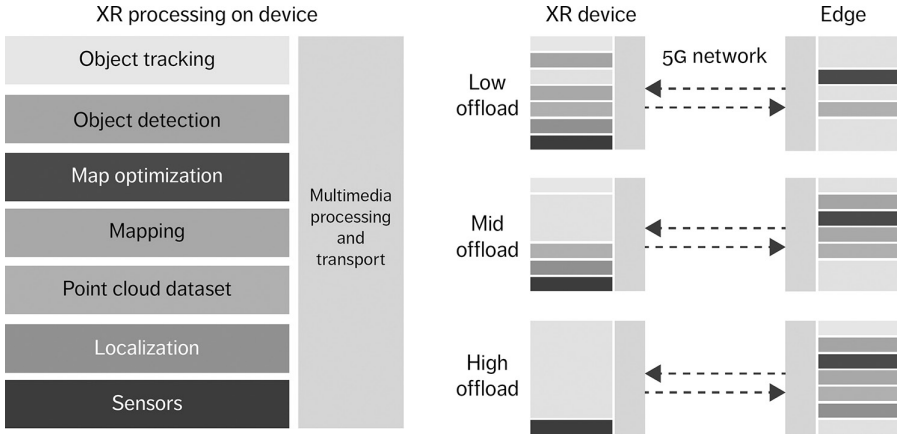 XR processing on device
Object tracking
Object detection
Map optimization
Mapping
Point cloud dataset
Localization
Sensors
Multimedia
processing
and
transport
XR device
Edge
5G network
Low
offload
Mid
offload
High
offload